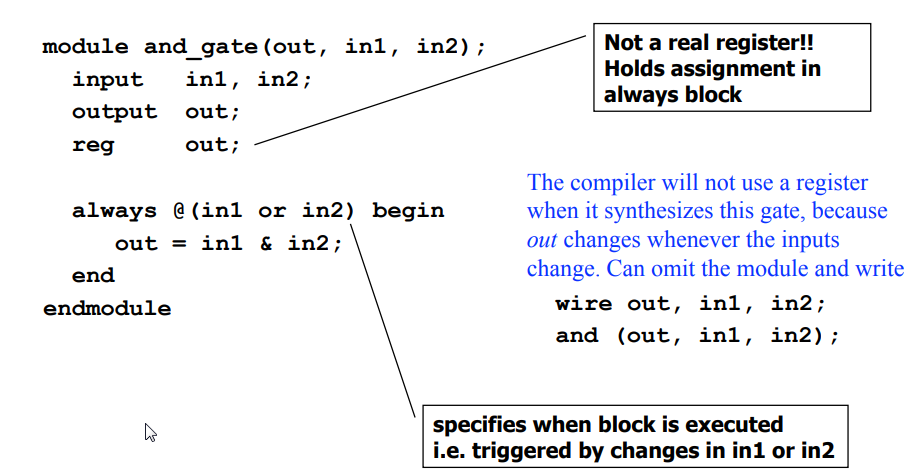 module and_gate(out, in1, in2);
input in1, in2;
output out;
reg out;
always @(in1 or in2) begin
out = in1 & in2;
end
endmodule
Not a real register!!
Holds assignment in
always block
The compiler will not use a register
when it synthesizes this gate, because
out changes whenever the inputs
change. Can omit the module and write
wire out, in1, in2;
and (out, in1, in2);
specifies when block is executed
i.e. triggered by changes in in1 or in2